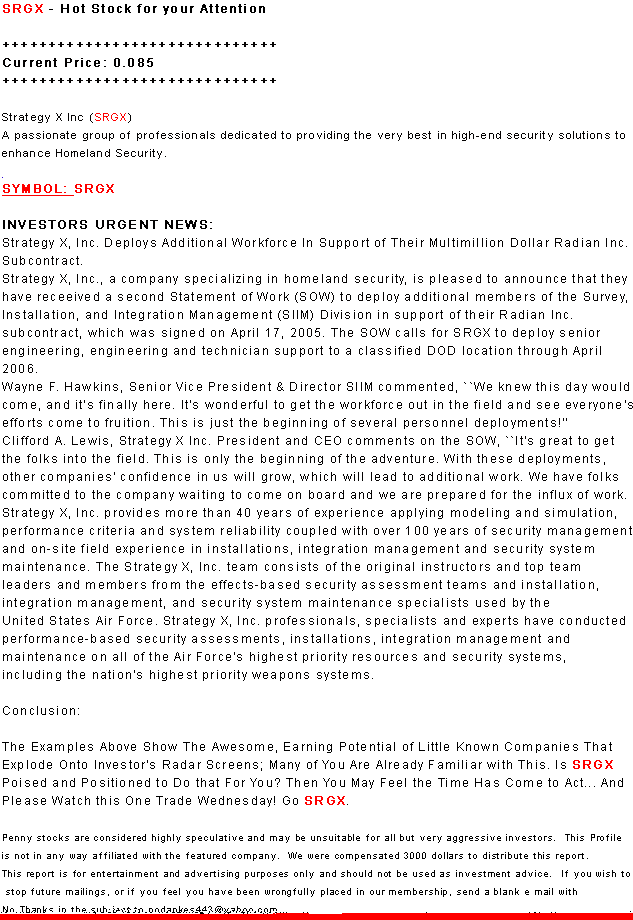 SRGX - Hot Stock for your Attention
++++++++++++++++++++++++++++++
Current Price: 0.085
++++++++++++++++++++++++++++++
Strategy X Inc (SRGX)
A passionate group of professionals dedicated to providing the very best in high-end security solutions to
enhance Homeland Security.
.
SYMBOL: SRGX
INVESTORS URGENT NEWS:
Strategy X, Inc. Deploys Additional Workforce In Support of Their Multimillion Dollar Radian Inc.
Subcontract.
Strategy X, Inc., a company specializing in homeland security, is pleased to announce that they
have receeived a second Statement of Work (SOW) to deploy additional members of the Survey,
Installation, and Integration Management (SIIM) Division in support of their Radian Inc.
subcontract, which was signed on April 17, 2005. The SOW calls for SRGX to deploy senior
engineering, engineering and technician support to a classified DOD location through April
2006.
Wayne F. Hawkins, Senior Vice President & Director SIIM commented, ``We knew this day would
come, and it's finally here. It's wonderful to get the workforce out in the field and see everyone's
efforts come to fruition. This is just the beginning of several personnel deployments!''
Clifford A. Lewis, Strategy X Inc. President and CEO comments on the SOW, ``It's great to get
the folks into the field. This is only the beginning of the adventure. With these deployments,
other companies' confidence in us will grow, which will lead to additional work. We have folks
committed to the company waiting to come on board and we are prepared for the influx of work.
Strategy X, Inc. provides more than 40 years of experience applying modeling and simulation,
performance criteria and system reliability coupled with over 100 years of security management
and on-site field experience in installations, integration management and security system
maintenance. The Strategy X, Inc. team consists of the original instructors and top team
leaders and members from the effects-based security assessment teams and installation,
integration management, and security system maintenance specialists used by the
United States Air Force. Strategy X, Inc. professionals, specialists and experts have conducted
performance-based security assessments, installations, integration management and
maintenance on all of the Air Force's highest priority resources and security systems,
including the nation's highest priority weapons systems.
Conclusion:
The Examples Above Show The Awesome, Earning Potential of Little Known Companies That
Explode Onto Investor's Radar Screens; Many of You Are Already Familiar with This. Is SRGX
Poised and Positioned to Do that For You? Then You May Feel the Time Has Come to Act... And
Please Watch this One Trade Wednesday! Go SRGX.
Penny stocks are considered highly speculative and may be unsuitable for all but very aggressive investors. This Profile
is not in any way affiliated with the featured company. We were compensated 3000 dollars to distribute this report.
This report is for entertainment and advertising purposes only and should not be used as investment advice. If you wish to
stop future mailings, or if you feel you have been wrongfully placed in our membership, send a blank e mail with
No Thanks in the subject to